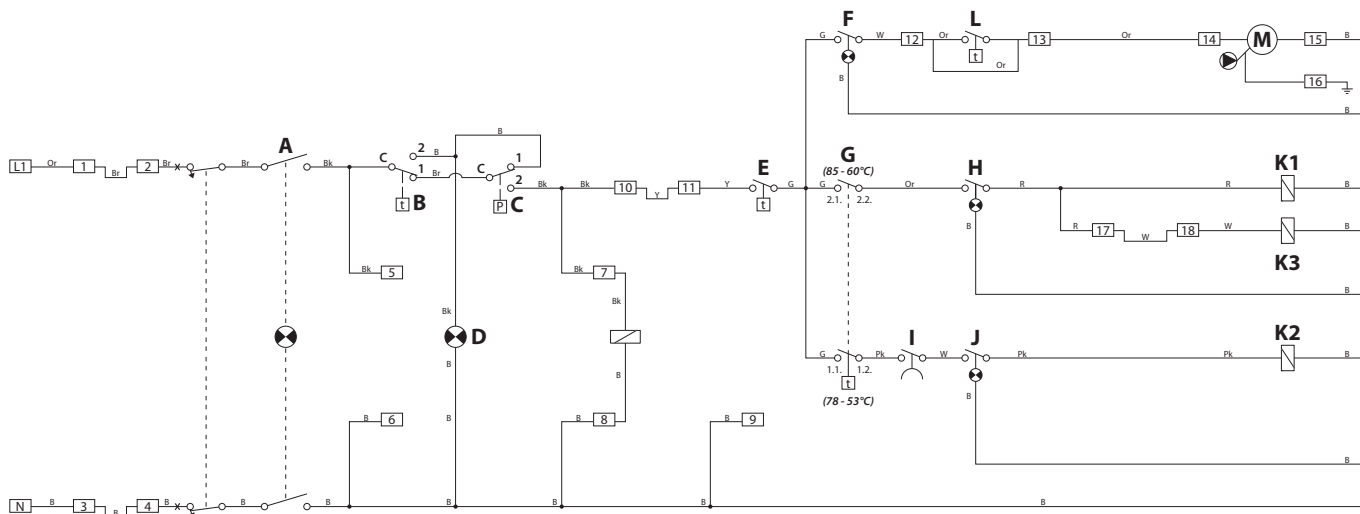 F L
G W 12 Or 13 Or 14 M 15 B
t Or 16
B
B
A B 2 1
L1 Or 1 Br 2 Br Br Bk C 2 B 1 Br C
E G (85 - 60°C) H K1
Bk 2 Bk 10 Y 11 Y G G Or R R B
t B P C t 2.1. 2.2.
B R 17 W 18 W B
K3
Bk 5 Bk 7
B
Bk Bk
D I J K2
G Pk W Pk Pk B
B B 1.1. 1.2.
t
(78 - 53°C) B
B 6 B B 8 B 9
B
N B 3 B 4 B B B B B B B B